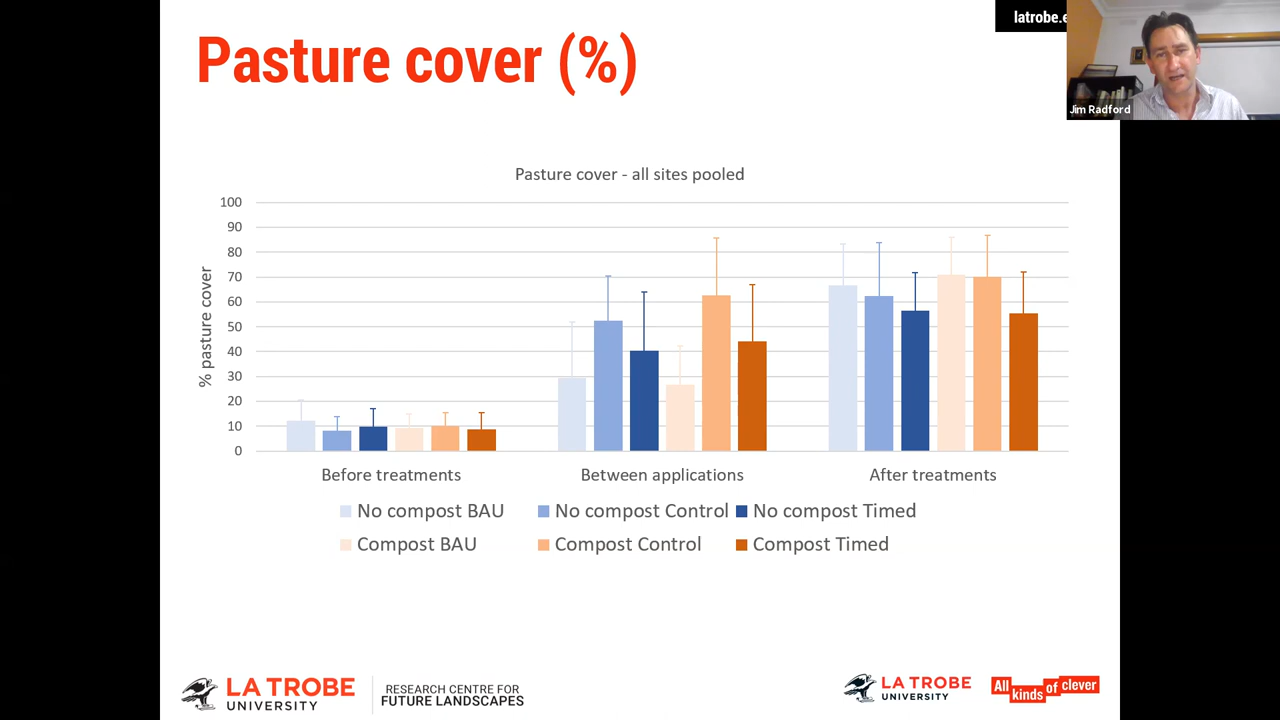 latrobe.e
Pasture cover (%)
Jim Radford
Pasture cover - all sites pooled
% pasture cover
100
90
80
70
60
50
40
30
20
10
0
Before treatments
Between applications
After treatments
No compost BAU
No compost Control
No compost Timed
Compost BAU
Compost Control
Compost Timed
LA TROBE
UNIVERSITY
RESEARCH CENTRE FOR
FUTURE LANDSCAPES
LA TROBE
UNIVERSITY
All kinds of clever